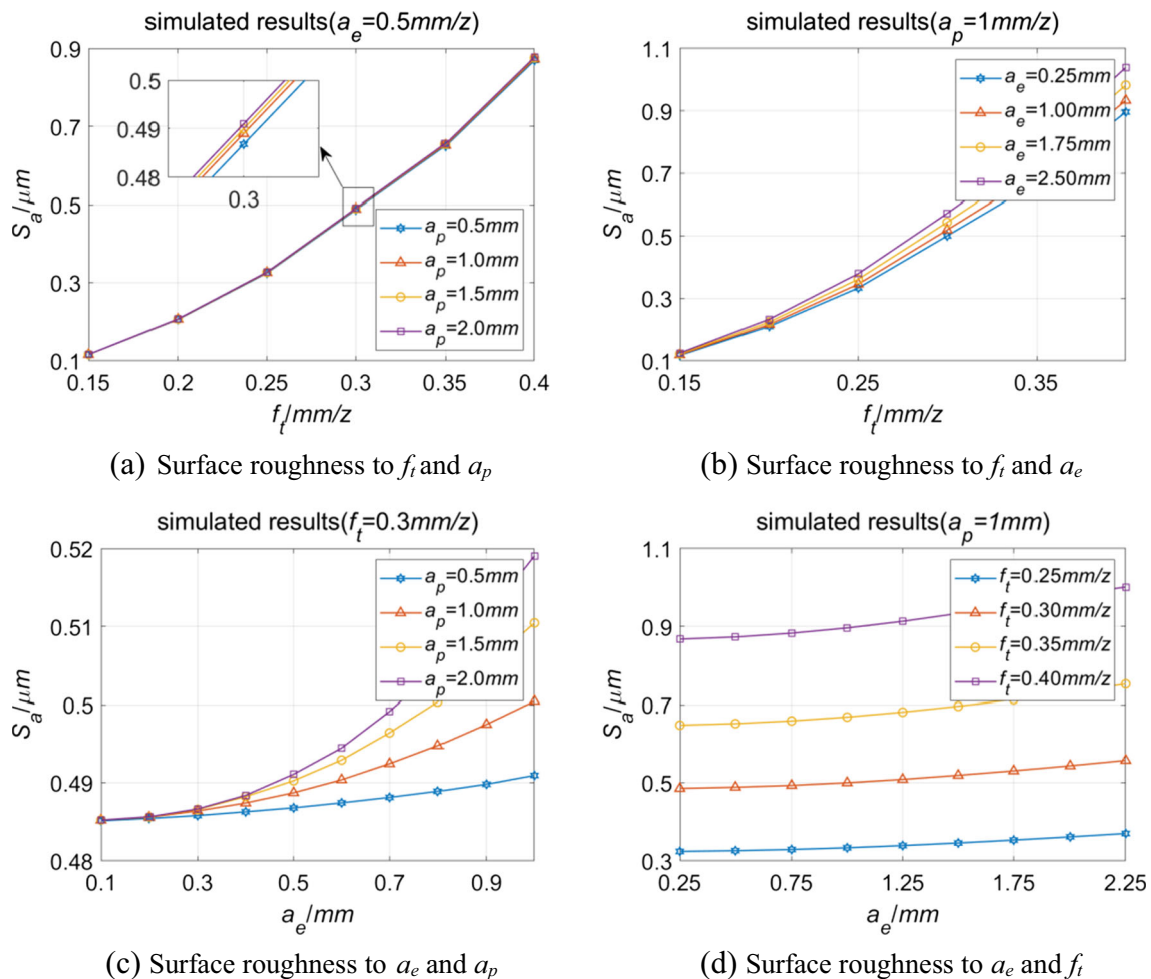 simulated results(a_e=0.5mm/z)
S_a/μm
0.9
0.7
0.5
0.3
0.1
0.5
0.49
0.48
0.3
a_p=0.5mm
a_p=1.0mm
a_p=1.5mm
a_p=2.0mm
0.15 0.2 0.25 0.3 0.35 0.4
f_t/mm/z
(a) Surface roughness to f_t and a_p
simulated results(a_p=1mm/z)
S_a/μm
1.1
0.9
0.7
0.5
0.3
0.1
a_e=0.25mm
a_e=1.00mm
a_e=1.75mm
a_e=2.50mm
0.15 0.25 0.35
f_t/mm/z
(b) Surface roughness to f_t and a_e
simulated results(f_t=0.3mm/z)
S_a/μm
0.52
0.51
0.5
0.49
0.48
a_p=0.5mm
a_p=1.0mm
a_p=1.5mm
a_p=2.0mm
0.1 0.3 0.5 0.7 0.9
a_e/mm
(c) Surface roughness to a_e and a_p
simulated results(a_p=1mm)
S_a/μm
1.1
0.9
0.7
0.5
0.3
f_t=0.25mm/z
f_t=0.30mm/z
f_t=0.35mm/z
f_t=0.40mm/z
0.25 0.75 1.25 1.75 2.25
a_e/mm
(d) Surface roughness to a_e and f_t